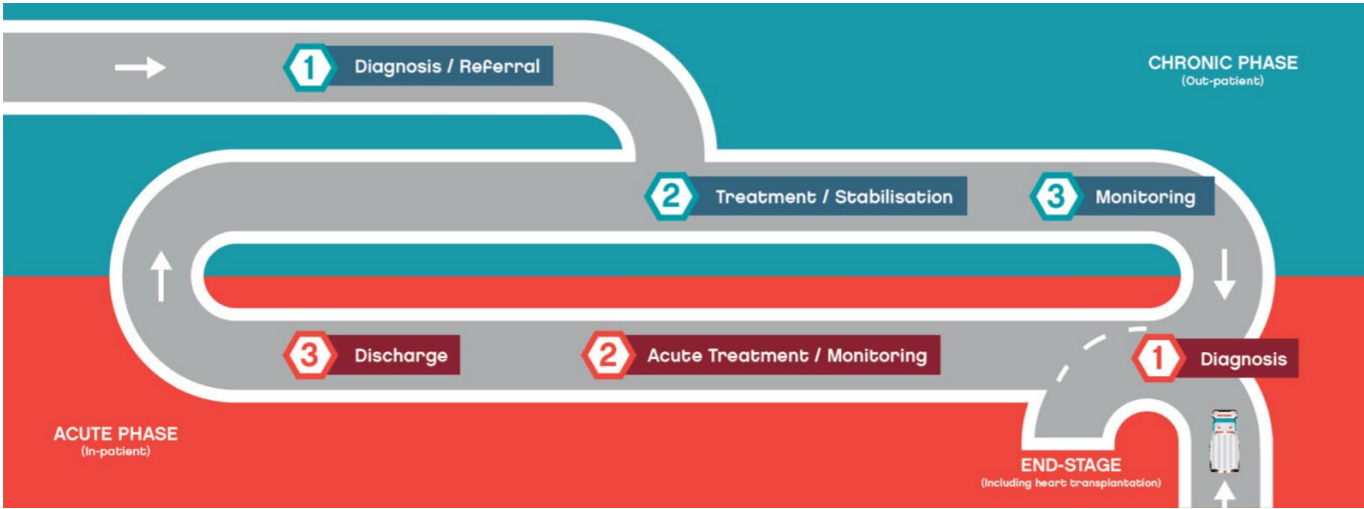 1 Diagnosis / Referral
CHRONIC PHASE
(Out-patient)
2 Treatment / Stabilisation
3 Monitoring
3 Discharge
2 Acute Treatment / Monitoring
1 Diagnosis
ACUTE PHASE
(In-patient)
END-STAGE
(Including heart transplantation)